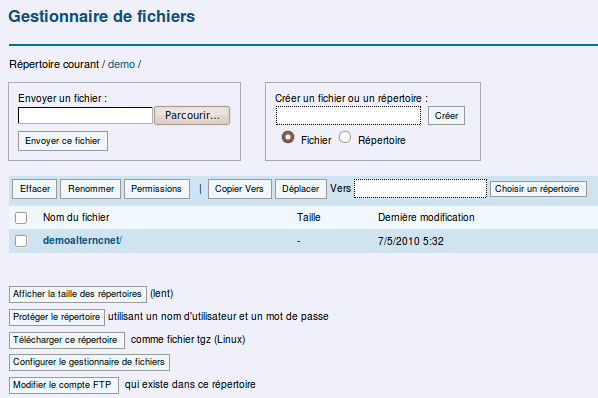 Gestionnaire de fichiers
Répertoire courant / demo /
Envoyer un fichier :
Parcourir...
Envoyer ce fichier
Créer un fichier ou un répertoire :
Créer
Fichier Répertoire
Effacer Renommer Permissions | Copier Vers Déplacer Vers Choisir un répertoire
Nom du fichier Taille Dernière modification
demoalterncnet/ - 7/5/2010 5:32
Afficher la taille des répertoires (lent)
Protéger le répertoire utilisant un nom d'utilisateur et un mot de passe
Télécharger ce répertoire comme fichier tgz (Linux)
Configurer le gestionnaire de fichiers
Modifier le compte FTP qui existe dans ce répertoire